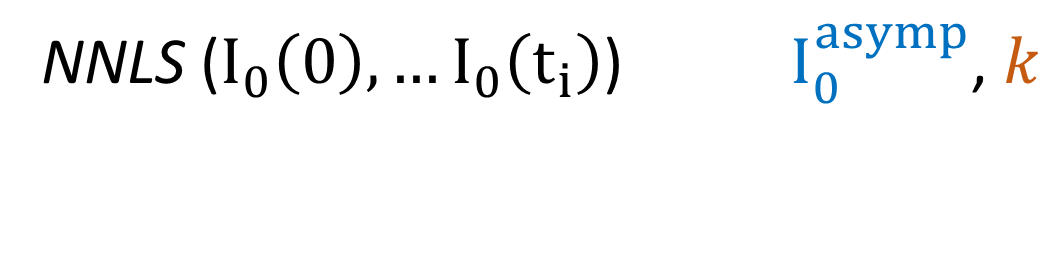 NNLS (I₀(0), … I₀(tᵢ)) I₀ᵃˢʸᵐᵖ, k